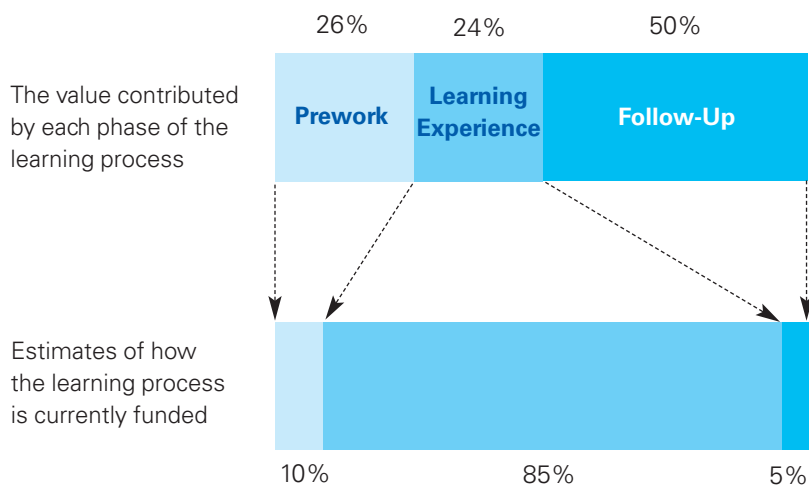 26%
24%
50%
The value contributed
by each phase of the
learning process
Prework
Learning
Experience
Follow-Up
Estimates of how
the learning process
is currently funded
10%
85%
5%